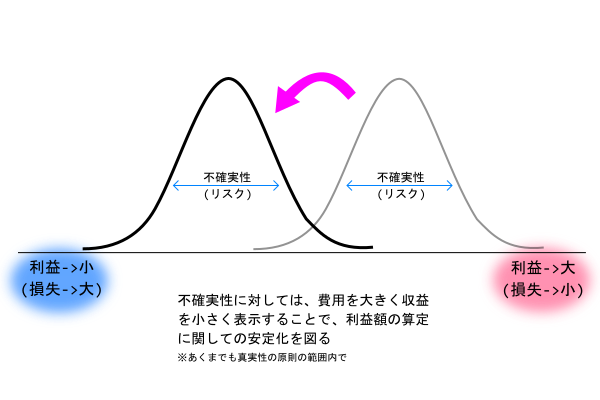 不確実性
(リスク)
不確実性
(リスク)
利益->小
(損失->大)
利益->大
(損失->小)
不確実性に対しては、費用を大きく収益
を小さく表示することで、利益額の算定
に関しての安定化を図る
※あくまでも真実性の原則の範囲内で